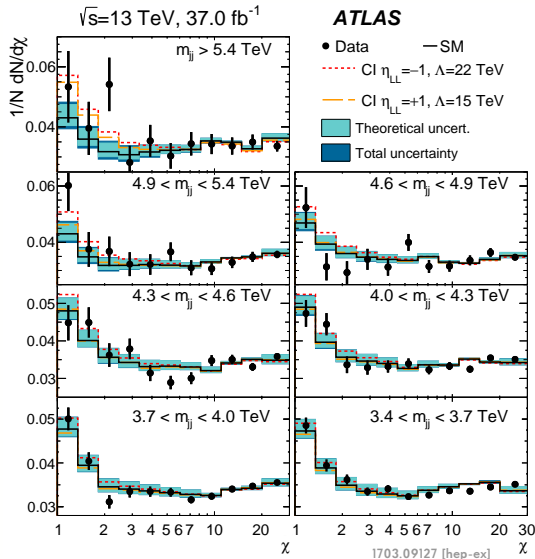 √s=13 TeV, 37.0 fb⁻¹ ATLAS
1/N dN/dχ
m_jj > 5.4 TeV
Data SM
CI η_LL=−1, Λ=22 TeV
CI η_LL=+1, Λ=15 TeV
Theoretical uncert.
Total uncertainty
0.06
0.04
4.9 < m_jj < 5.4 TeV
4.6 < m_jj < 4.9 TeV
0.06
0.04
4.3 < m_jj < 4.6 TeV
4.0 < m_jj < 4.3 TeV
0.05
0.04
0.03
3.7 < m_jj < 4.0 TeV
3.4 < m_jj < 3.7 TeV
0.05
0.04
0.03
1 2 3 4 5 6 7 10 20 1 2 3 4 5 6 7 10 20 30
χ χ
1703.09127 [hep-ex]